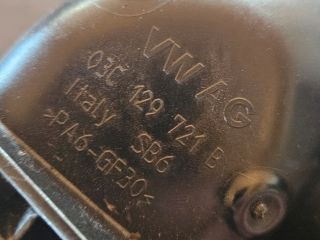 VW AG
03C 129 721 B
Italy SB6
>PA6-GF30<